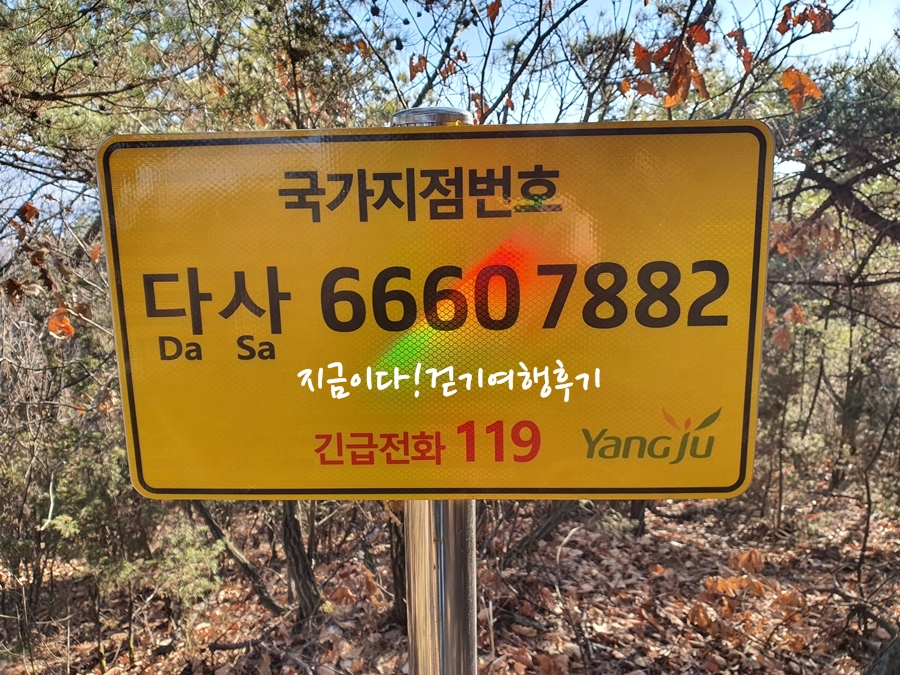 국가지점번호
다사 6660 7882
Da Sa
지금이다!걷기여행후기
긴급전화 119
Yangju